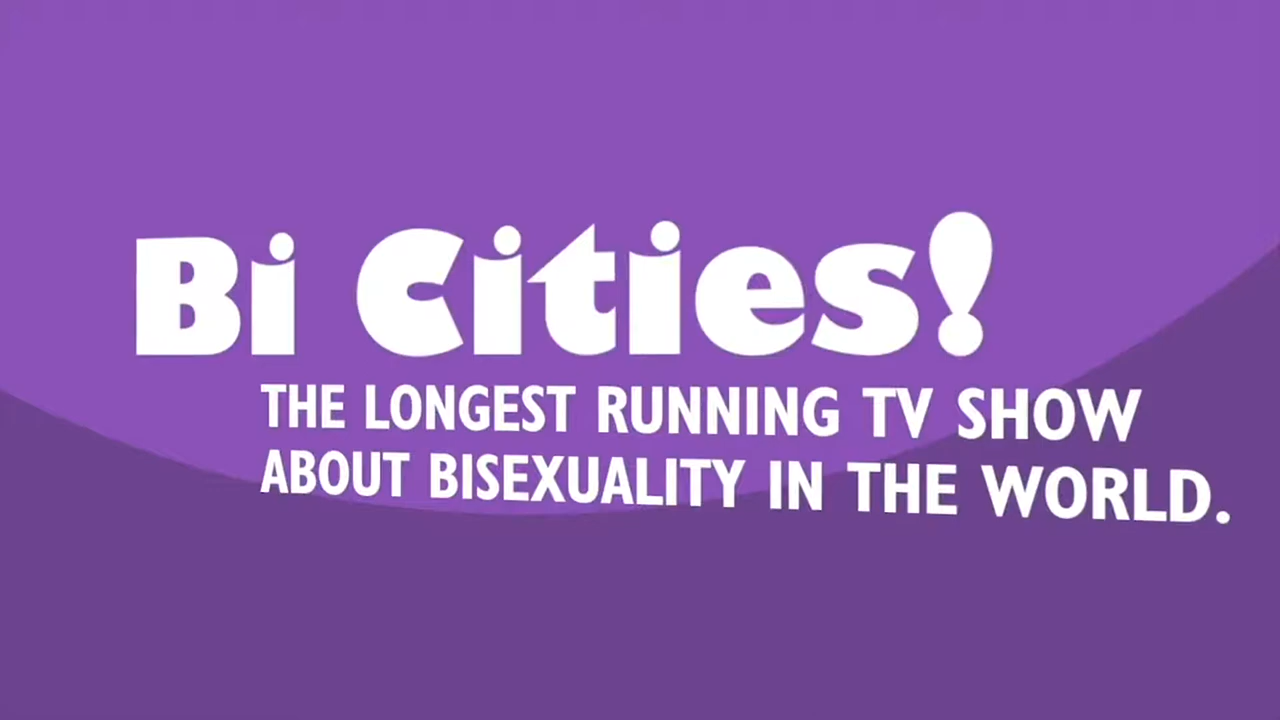 Bi Cities!
THE LONGEST RUNNING TV SHOW
ABOUT BISEXUALITY IN THE WORLD.